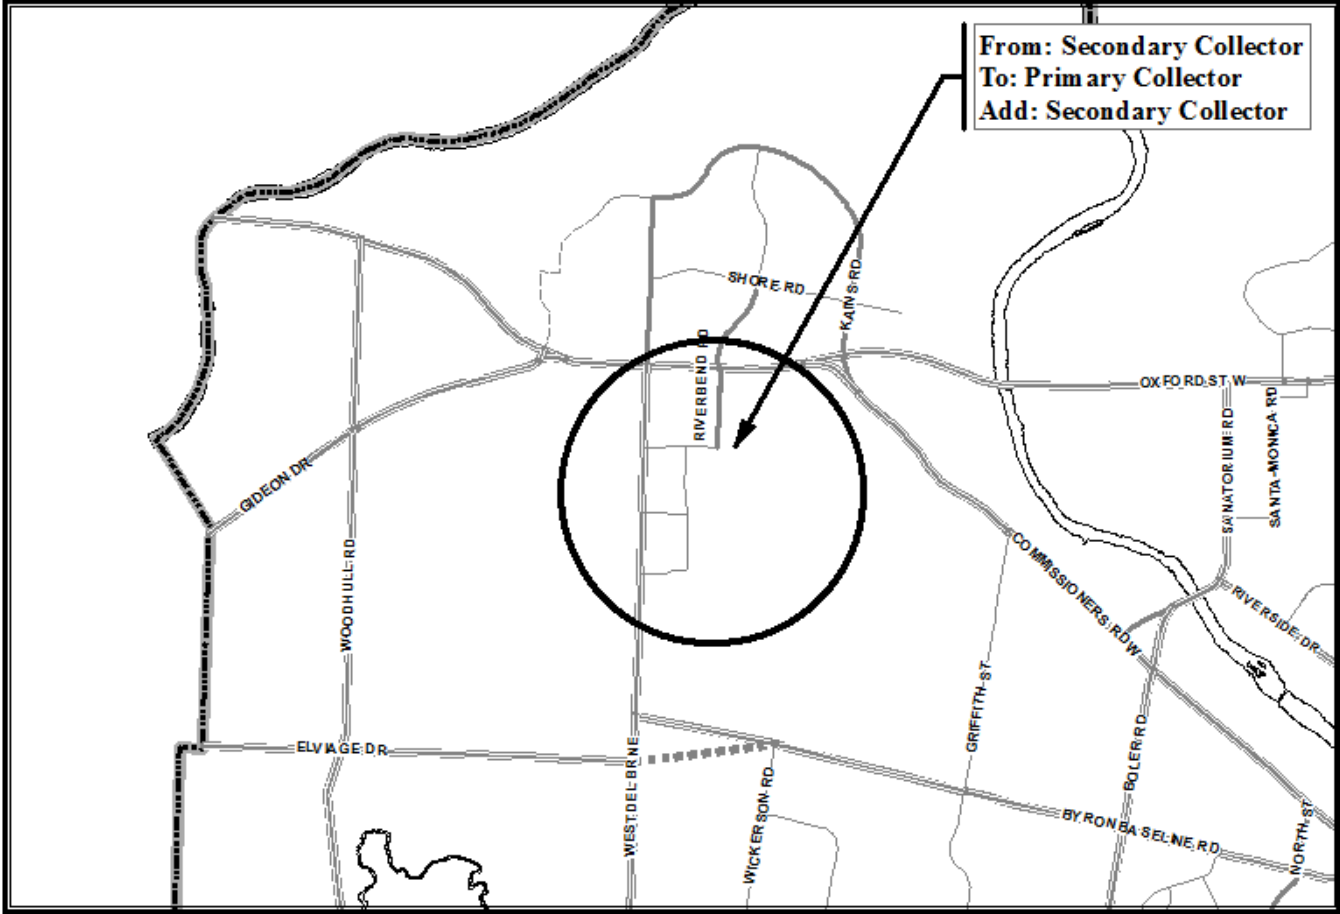 From: Secondary Collector
To: Primary Collector
Add: Secondary Collector
SHORE RD
KAINS RD
RIVERBEND RD
OXFORD ST W
SANATORIUM RD
SANTA MONICA RD
GIDEON DR
WOODHULL RD
COMMISSIONERS RD W
RIVERSIDE DR
GRIFFITH ST
BOLER RD
ELVIAGE DR
WEST DEL BRNE
WICKERSON RD
BYRON BASELINE RD
NORTH ST